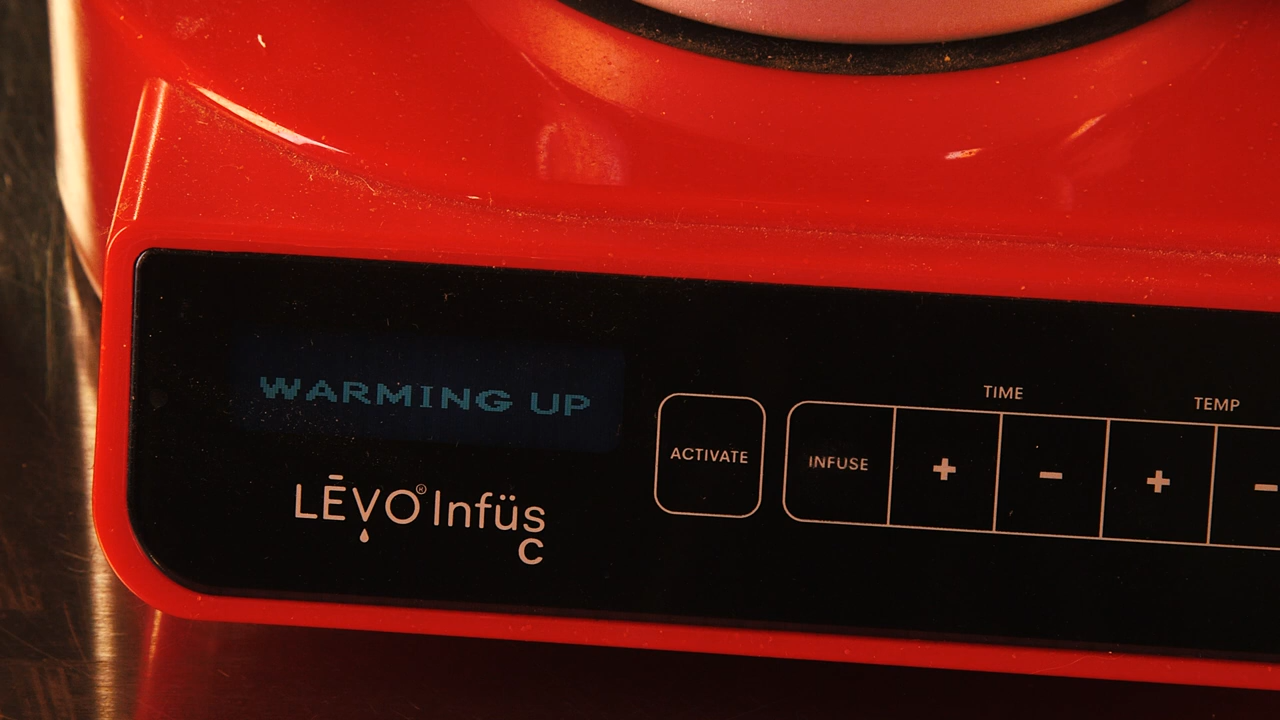 WARMING UP
LĒVO® Infüs
C
ACTIVATE
INFUSE
TIME
+ −
TEMP
+ −